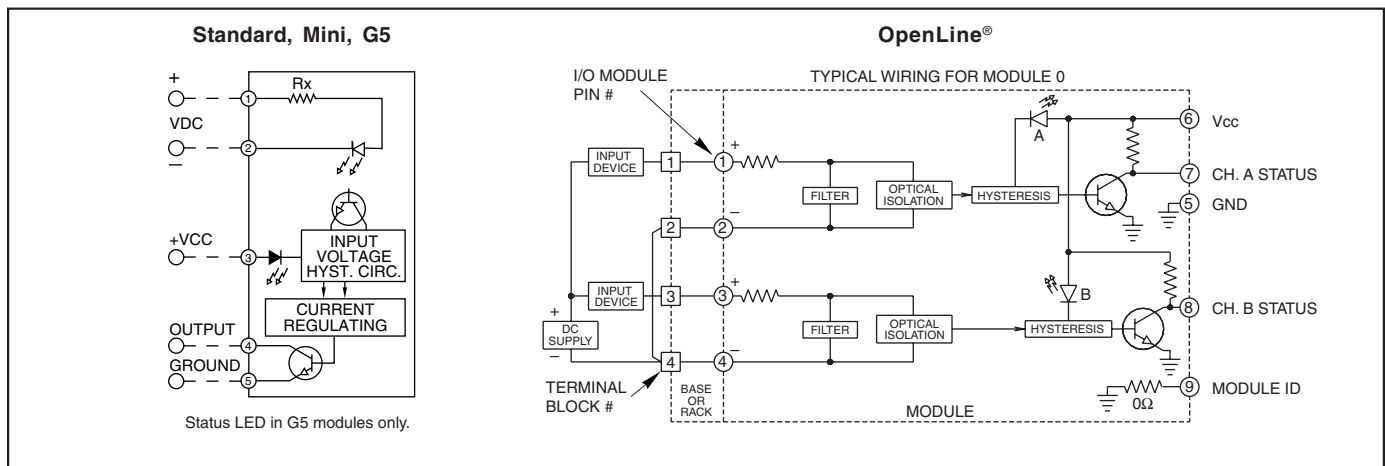 Standard, Mini, G5
+
1
Rx
VDC
2
–
+VCC
3
INPUT
VOLTAGE
HYST. CIRC.
CURRENT
REGULATING
OUTPUT
4
GROUND
5
Status LED in G5 modules only.
OpenLine®
I/O MODULE
PIN #
TYPICAL WIRING FOR MODULE 0
A
6
Vcc
INPUT
DEVICE
1
1
+
FILTER
OPTICAL
ISOLATION
HYSTERESIS
7
CH. A STATUS
5
GND
2
2
–
INPUT
DEVICE
3
3
+
B
8
CH. B STATUS
+
DC
SUPPLY
–
FILTER
OPTICAL
ISOLATION
HYSTERESIS
4
4
–
TERMINAL
BLOCK #
BASE
OR
RACK
MODULE
0Ω
9
MODULE ID